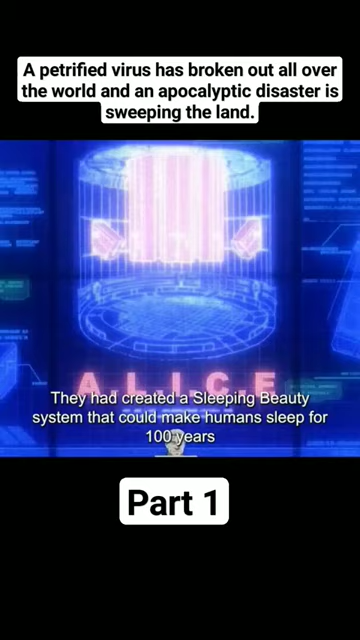 A petrified virus has broken out all over
the world and an apocalyptic disaster is
sweeping the land.
A.L.I.C.E
They had created a Sleeping Beauty
system that could make humans sleep for
100 years
Part 1